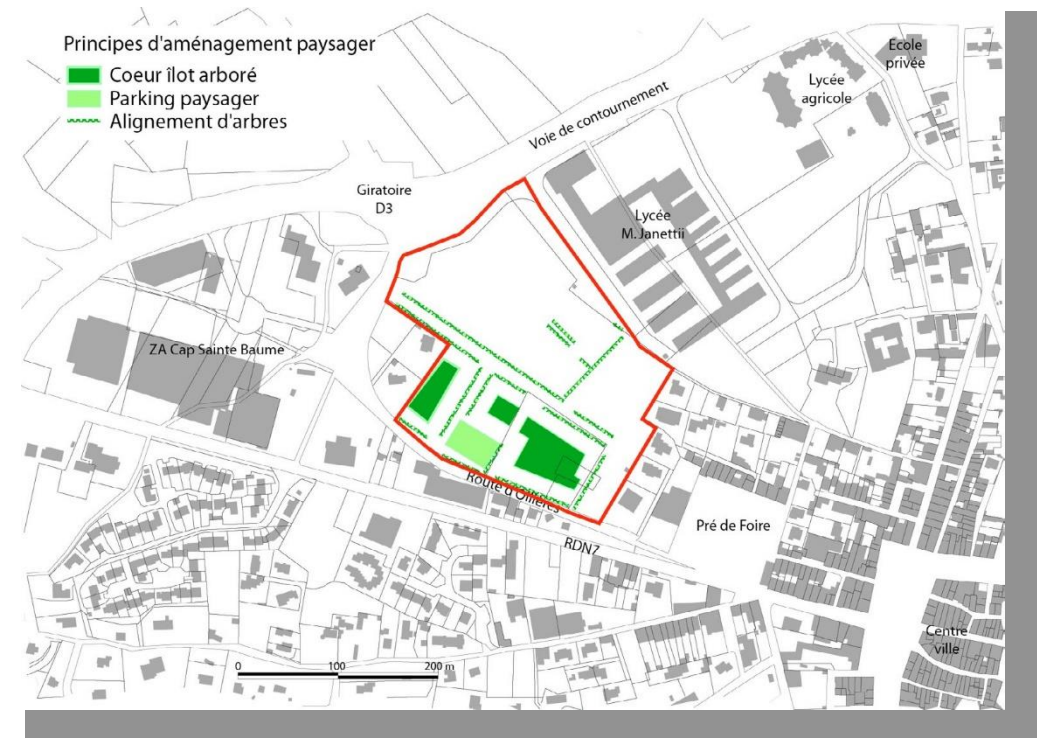 Principes d'aménagement paysager
Coeur îlot arboré
Parking paysager
Alignement d'arbres
Ecole
privée
Lycée
agricole
Voie de contournement
Giratoire
D3
Lycée
M. Janettii
ZA Cap Sainte Baume
Route d'Ollières
RDN7
Pré de Foire
Centre
ville
0 100 200 m